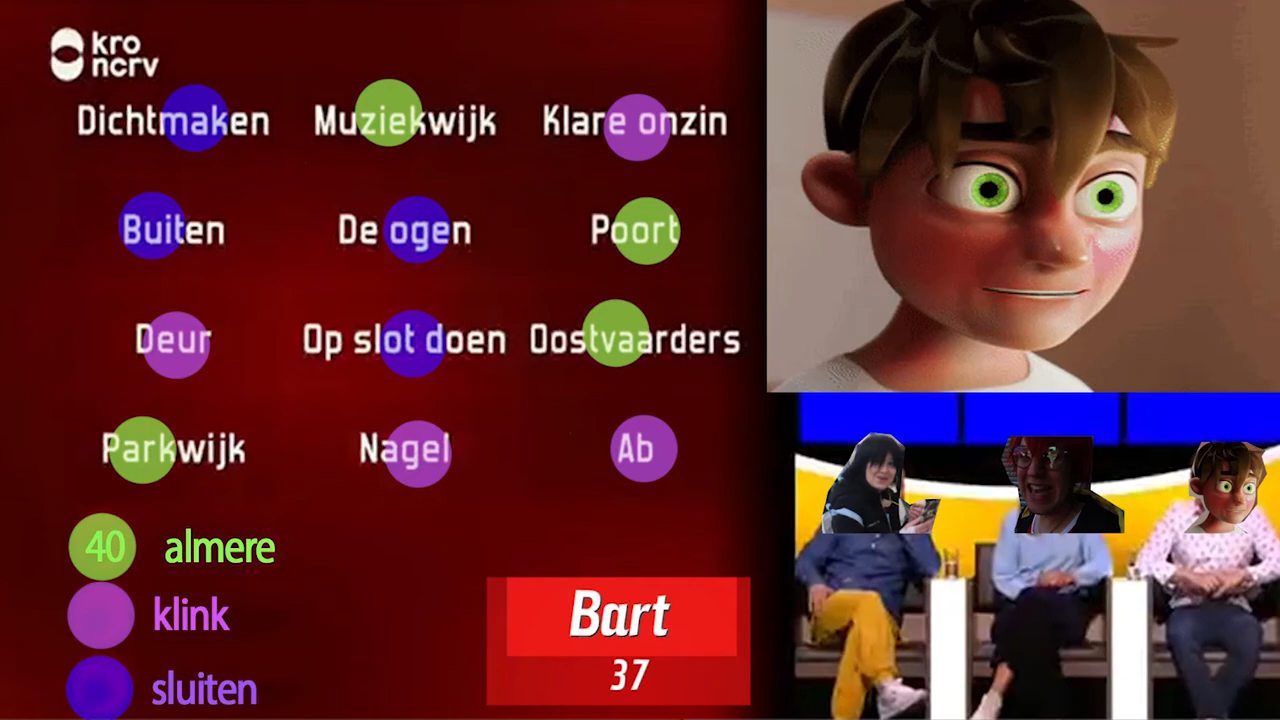 kro
ncrv
Dichtmaken Muziekwijk Klare onzin
Buiten De ogen Poort
Deur Op slot doen Oostvaarders
Parkwijk Nagel Ab
40 almere
klink
sluiten
Bart
37